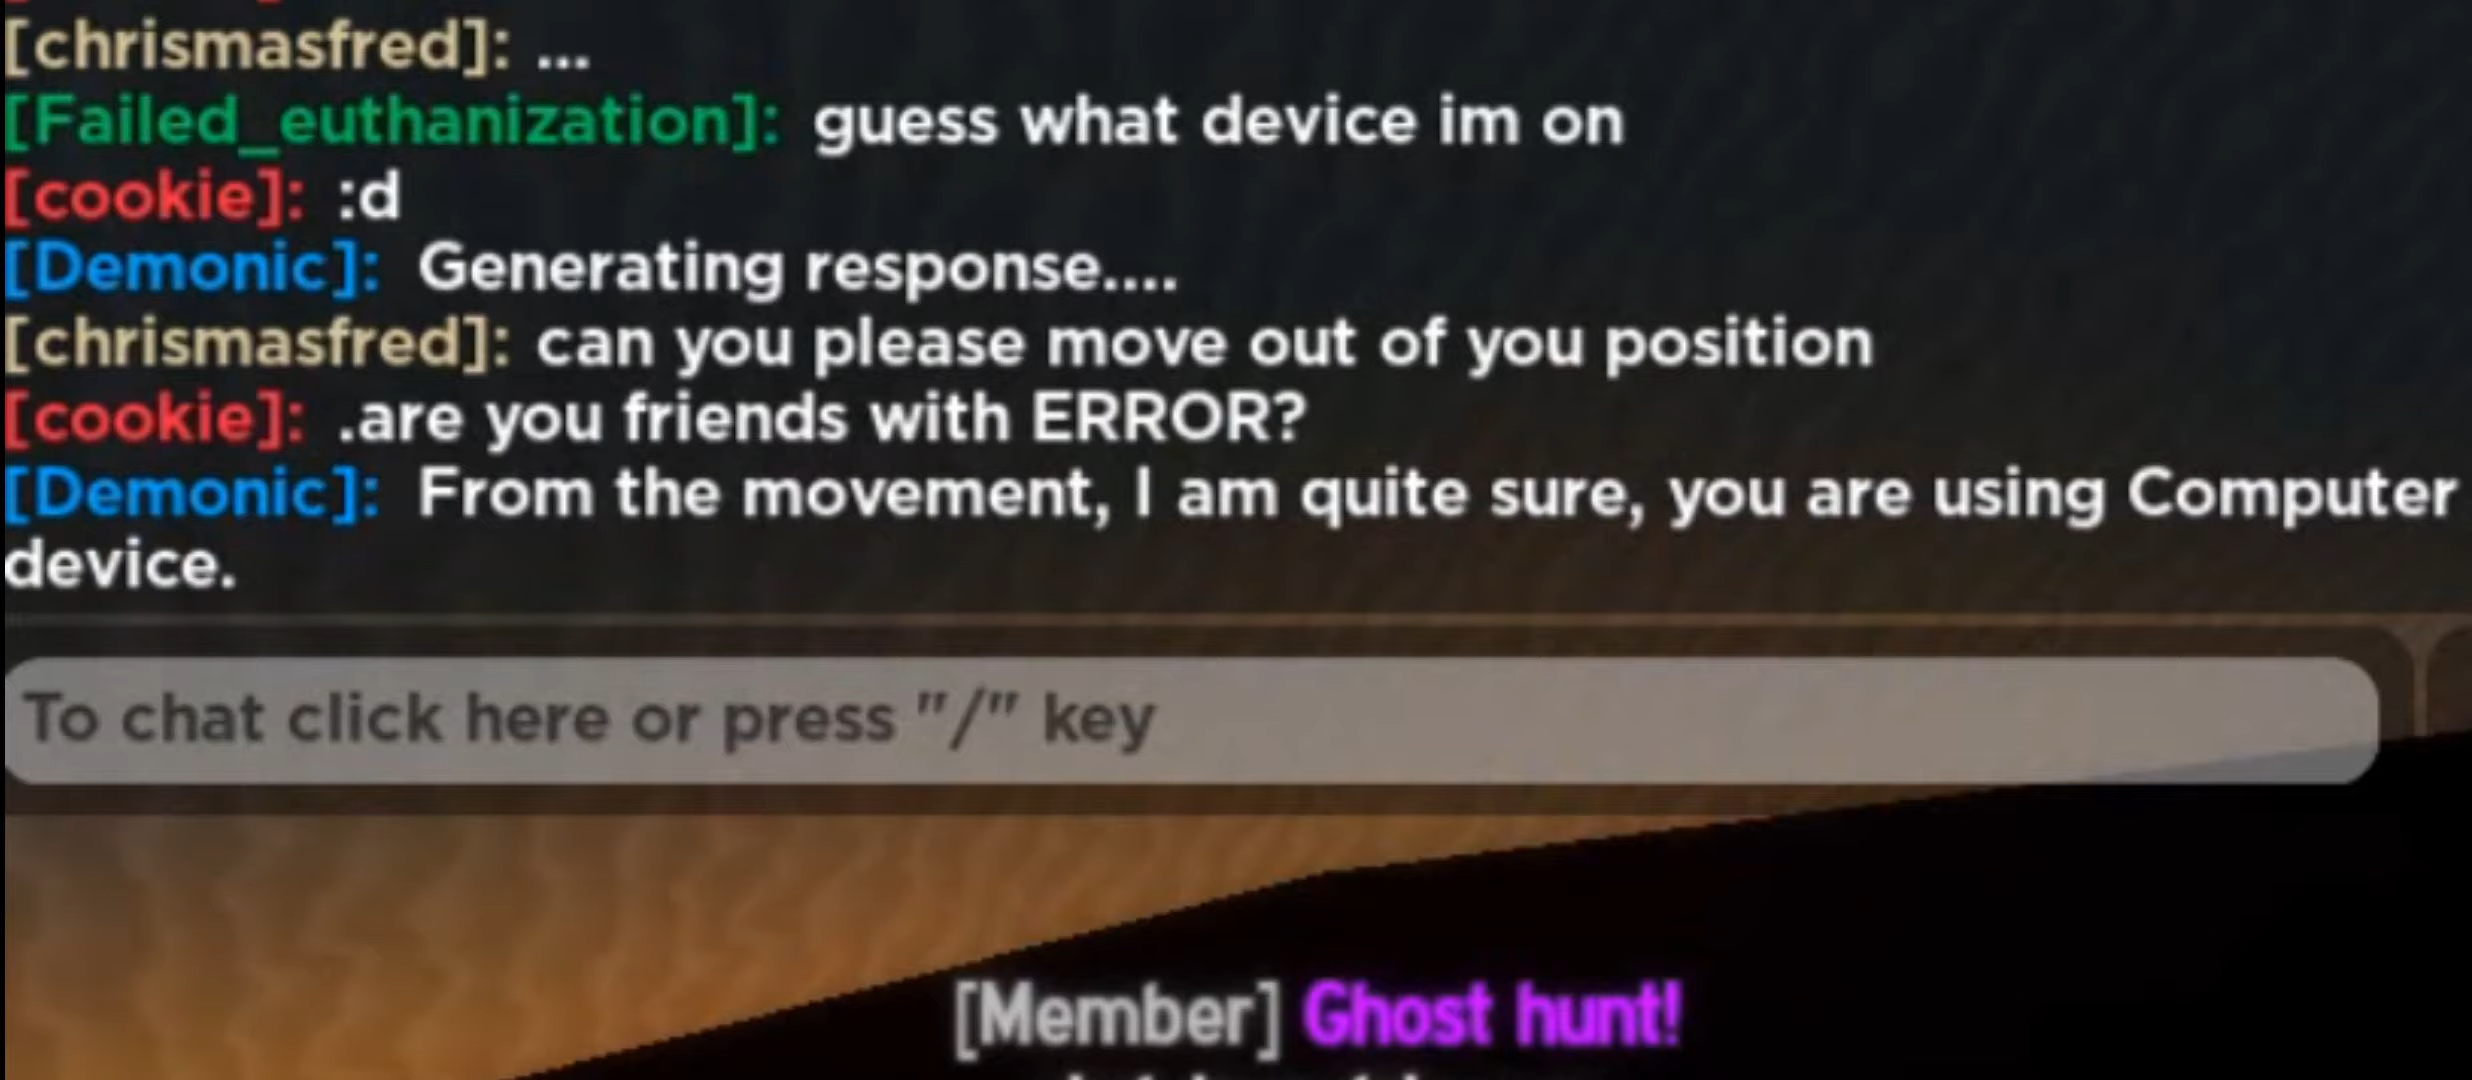 [chrismasfred]: ...
[Failed_euthanization]: guess what device im on
[cookie]: :d
[Demonic]: Generating response....
[chrismasfred]: can you please move out of you position
[cookie]: .are you friends with ERROR?
[Demonic]: From the movement, I am quite sure, you are using Computer
device.
To chat click here or press "/" key
[Member] Ghost hunt!